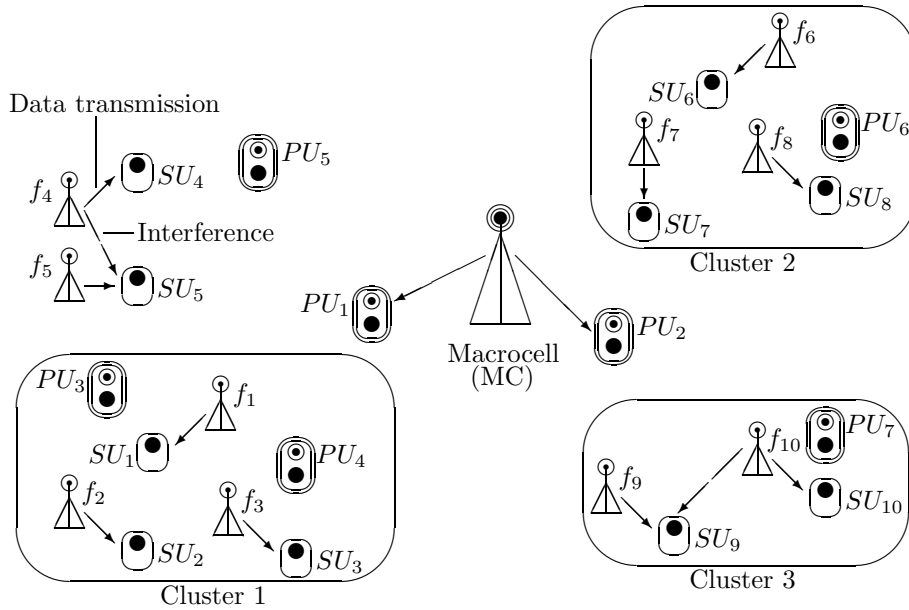 Data transmission
f₄
SU₄
PU₅
Interference
f₅
SU₅
f₆
SU₆
PU₆
f₇
f₈
SU₇
SU₈
Cluster 2
PU₁
PU₂
Macrocell
(MC)
PU₃
f₁
SU₁
PU₄
f₂
f₃
SU₂
SU₃
Cluster 1
PU₇
f₁₀
f₉
SU₁₀
SU₉
Cluster 3